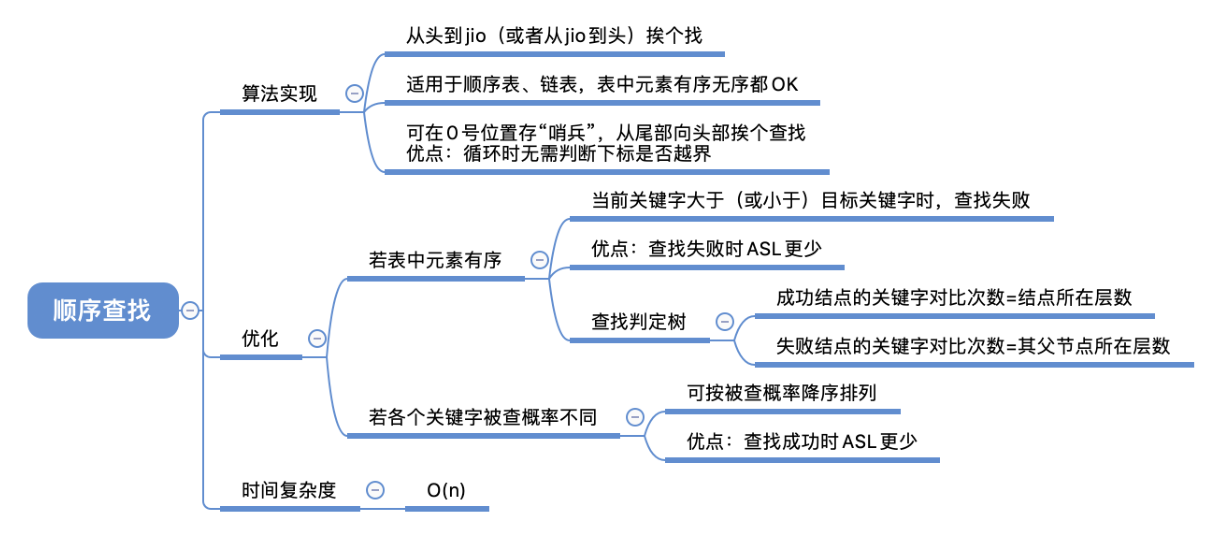 从头到jio（或者从jio到头）挨个找
算法实现
适用于顺序表、链表，表中元素有序无序都OK
可在0号位置存“哨兵”，从尾部向头部挨个查找
优点：循环时无需判断下标是否越界
当前关键字大于（或小于）目标关键字时，查找失败
若表中元素有序
优点：查找失败时ASL更少
查找判定树
成功结点的关键字对比次数=结点所在层数
失败结点的关键字对比次数=其父节点所在层数
顺序查找
优化
若各个关键字被查概率不同
可按被查概率降序排列
优点：查找成功时ASL更少
时间复杂度
O(n)